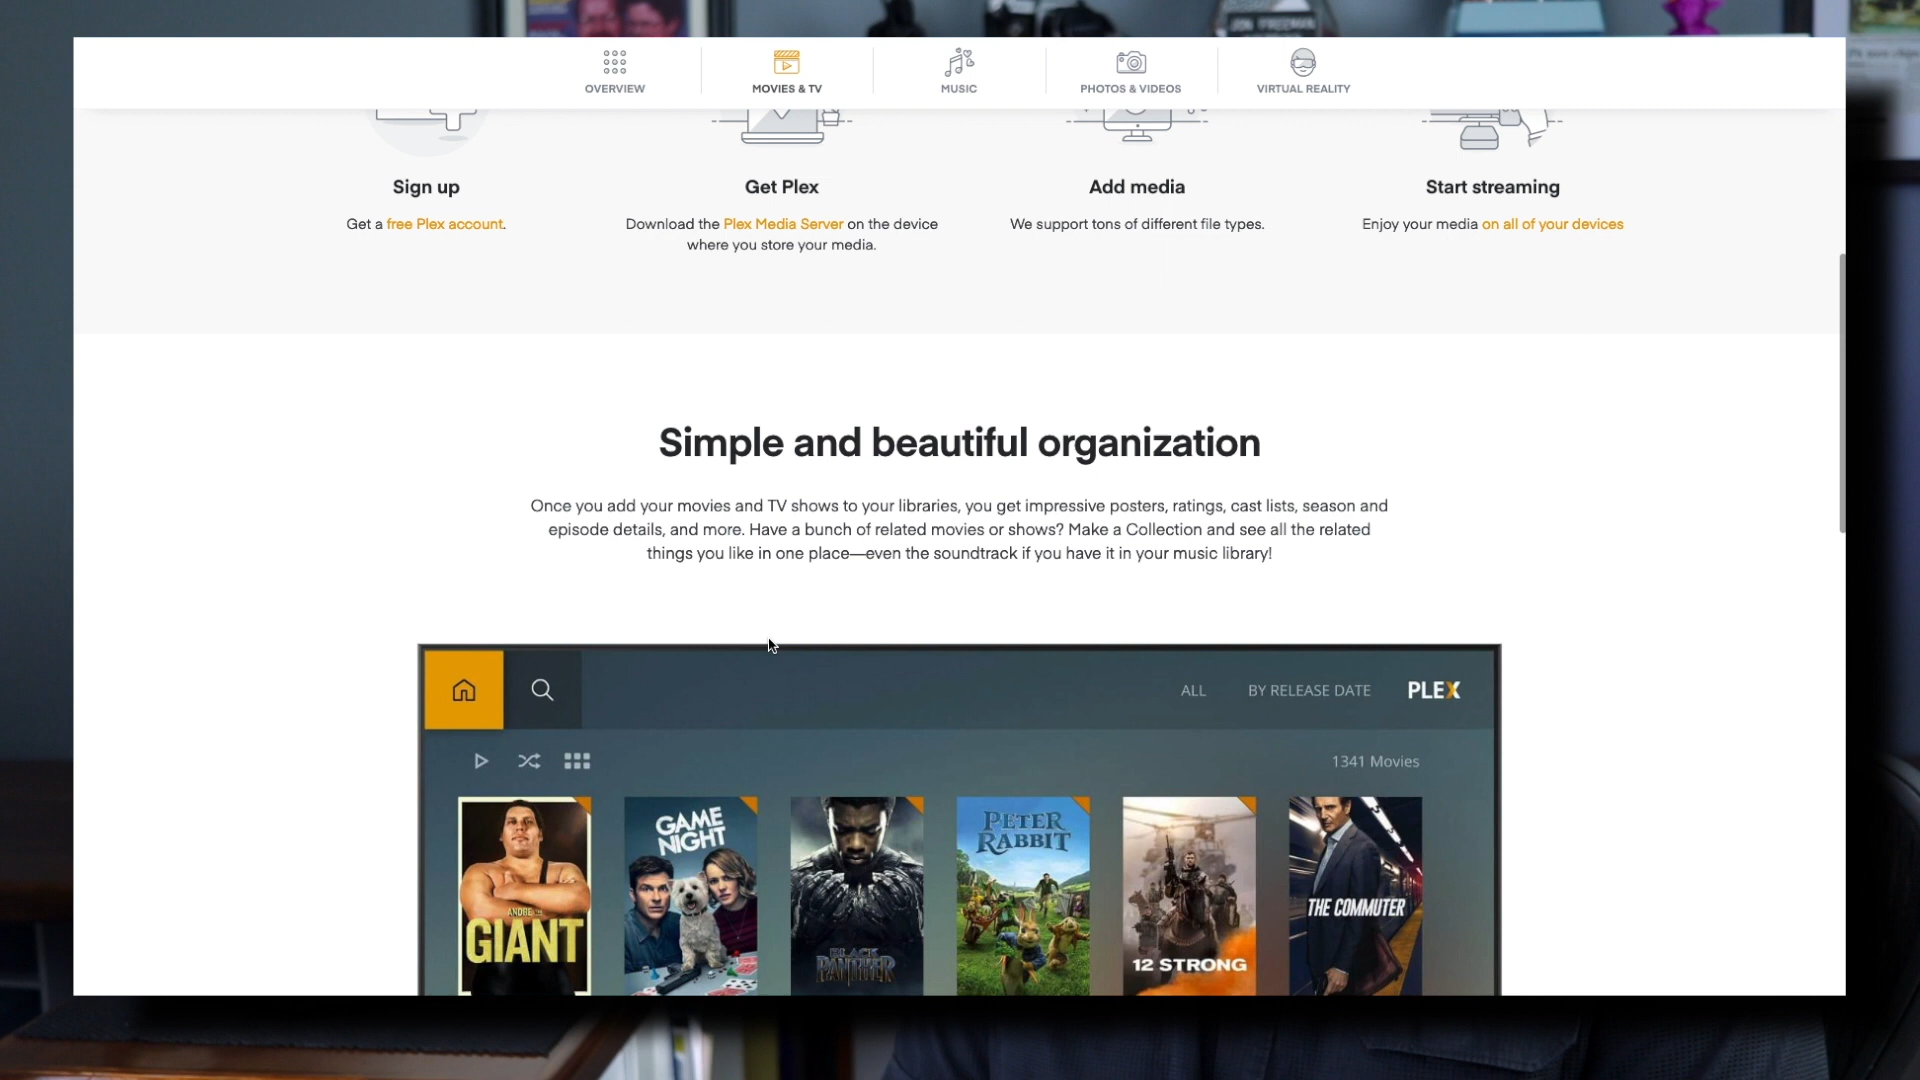 JON FREEMAN
OVERVIEW
MOVIES & TV
MUSIC
PHOTOS & VIDEOS
VIRTUAL REALITY
Sign up
Get a free Plex account.
Get Plex
Download the Plex Media Server on the device
where you store your media.
Add media
We support tons of different file types.
Start streaming
Enjoy your media on all of your devices
Simple and beautiful organization
Once you add your movies and TV shows to your libraries, you get impressive posters, ratings, cast lists, season and
episode details, and more. Have a bunch of related movies or shows? Make a Collection and see all the related
things you like in one place—even the soundtrack if you have it in your music library!
ALL
BY RELEASE DATE
PLEX
1341 Movies
ANDRE THE
GIANT
GAME
NIGHT
BLACK
PANTHER
PETER
RABBIT
12 STRONG
THE COMMUTER